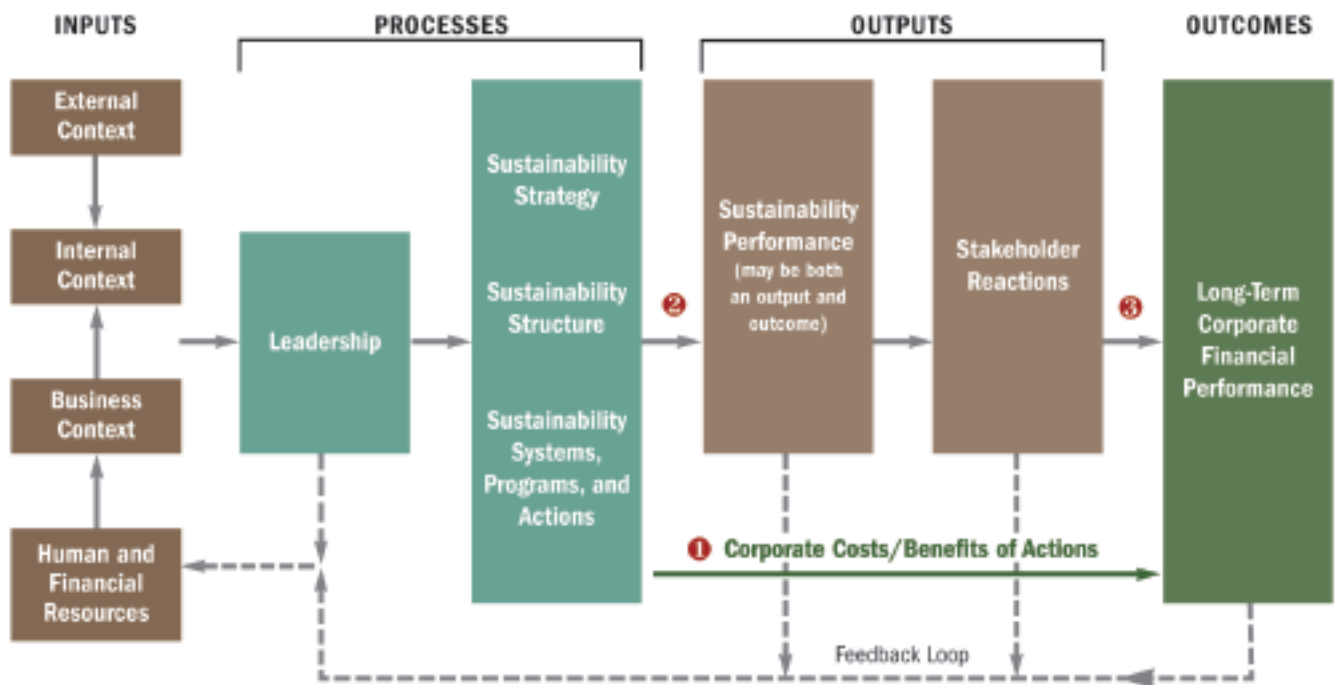 INPUTS
PROCESSES
OUTPUTS
OUTCOMES
External
Context
Internal
Context
Business
Context
Human and
Financial
Resources
Leadership
Sustainability
Strategy
Sustainability
Structure
Sustainability
Systems,
Programs, and
Actions
2
Sustainability
Performance
(may be both
an output and
outcome)
Stakeholder
Reactions
3
Long-Term
Corporate
Financial
Performance
1 Corporate Costs/Benefits of Actions
Feedback Loop